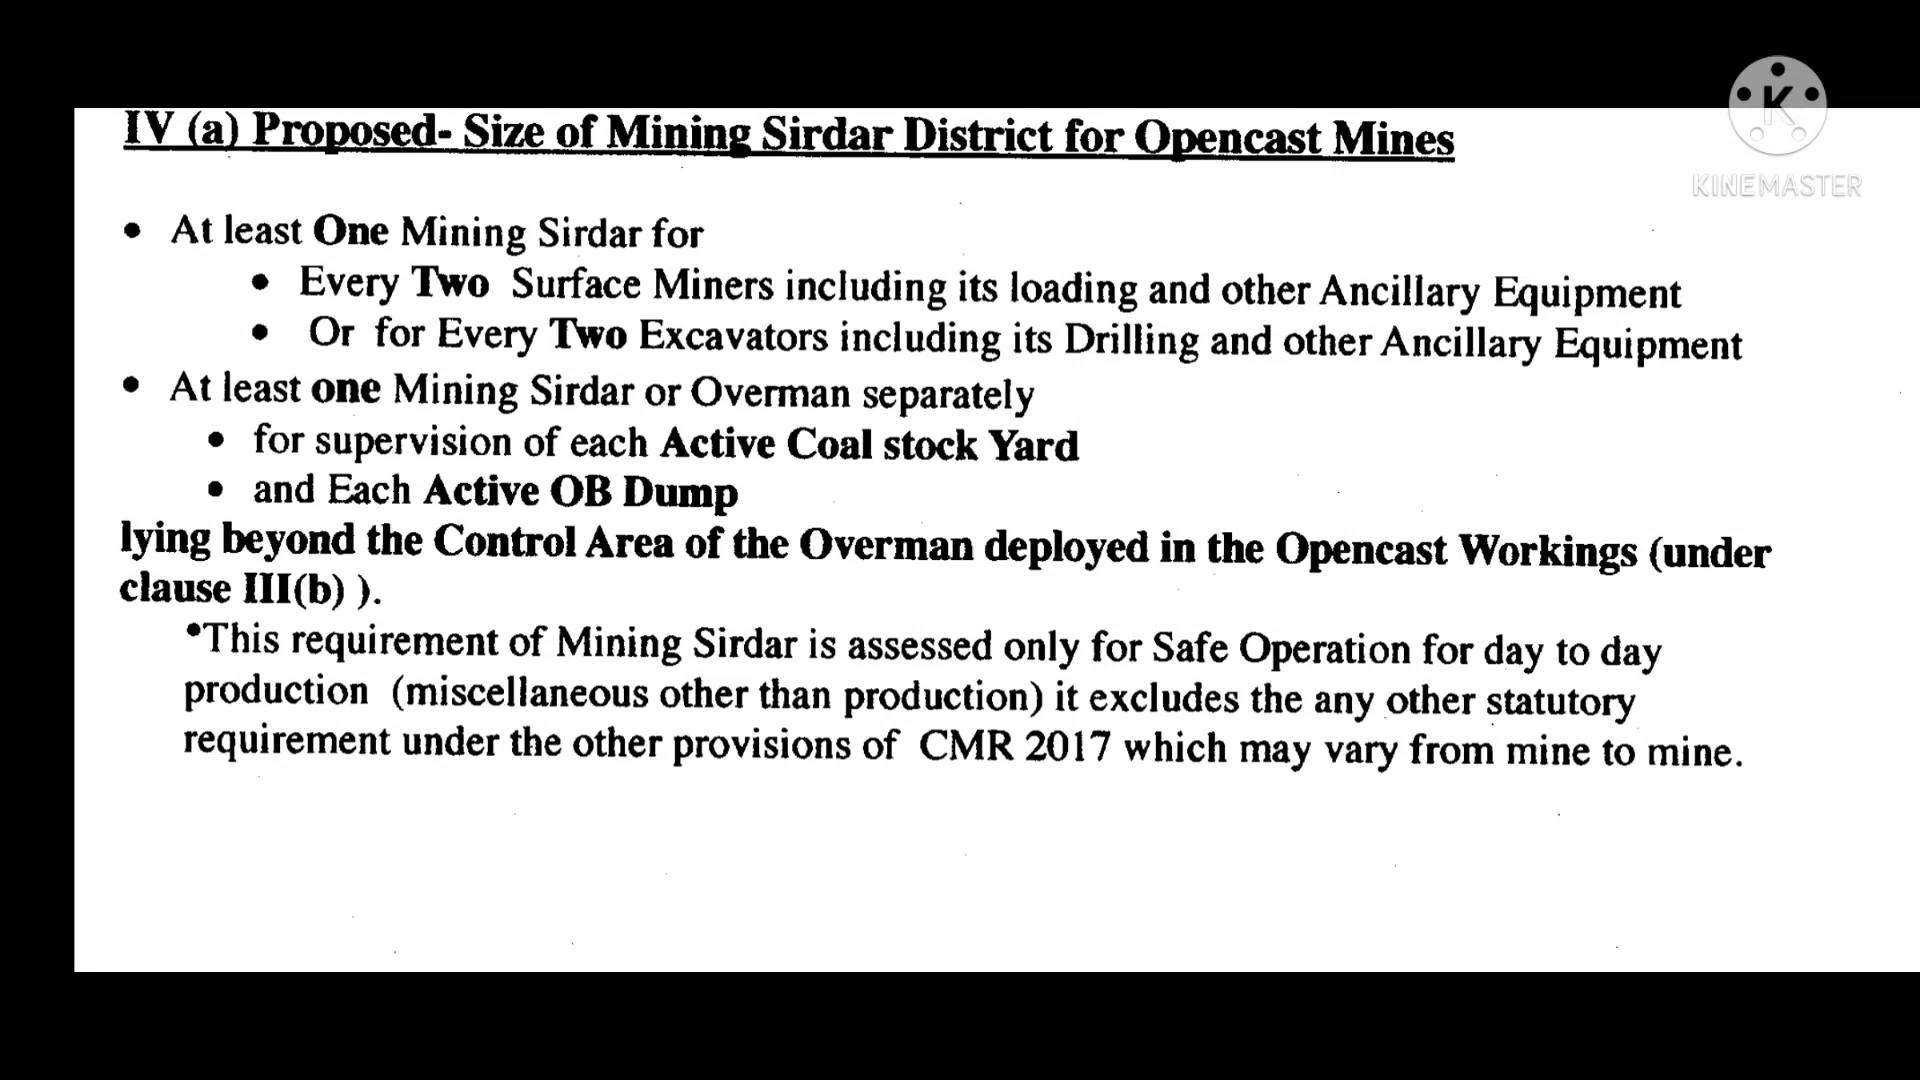 IV (a) Proposed- Size of Mining Sirdar District for Opencast Mines
K
KINEMASTER
• At least One Mining Sirdar for
• Every Two Surface Miners including its loading and other Ancillary Equipment
• Or for Every Two Excavators including its Drilling and other Ancillary Equipment
• At least one Mining Sirdar or Overman separately
• for supervision of each Active Coal stock Yard
• and Each Active OB Dump
lying beyond the Control Area of the Overman deployed in the Opencast Workings (under
clause III(b) ).
•This requirement of Mining Sirdar is assessed only for Safe Operation for day to day
production (miscellaneous other than production) it excludes the any other statutory
requirement under the other provisions of CMR 2017 which may vary from mine to mine.